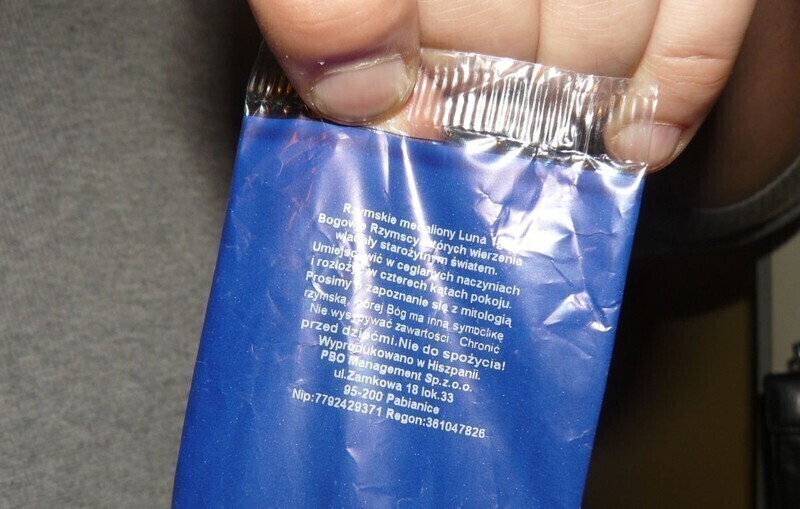 Rzymskie medaliony Luna
Bogowie Rzymscy których wierzenia
władały starożytnym światem.
Umiejscowić w ceglanych naczyniach
i rozłożyć w czterech kątach pokoju.
Prosimy o zapoznanie się z mitologią
rzymską, której Bóg ma inną symbolikę
Nie wysypywać zawartości. Chronić
przed dziećmi.Nie do spożycia!
Wyprodukowano w Hiszpanii.
PBO Management Sp.z.o.o.
ul.Zamkowa 18 lok.33
95-200 Pabianice
Nip:7792429371 Regon:361047826